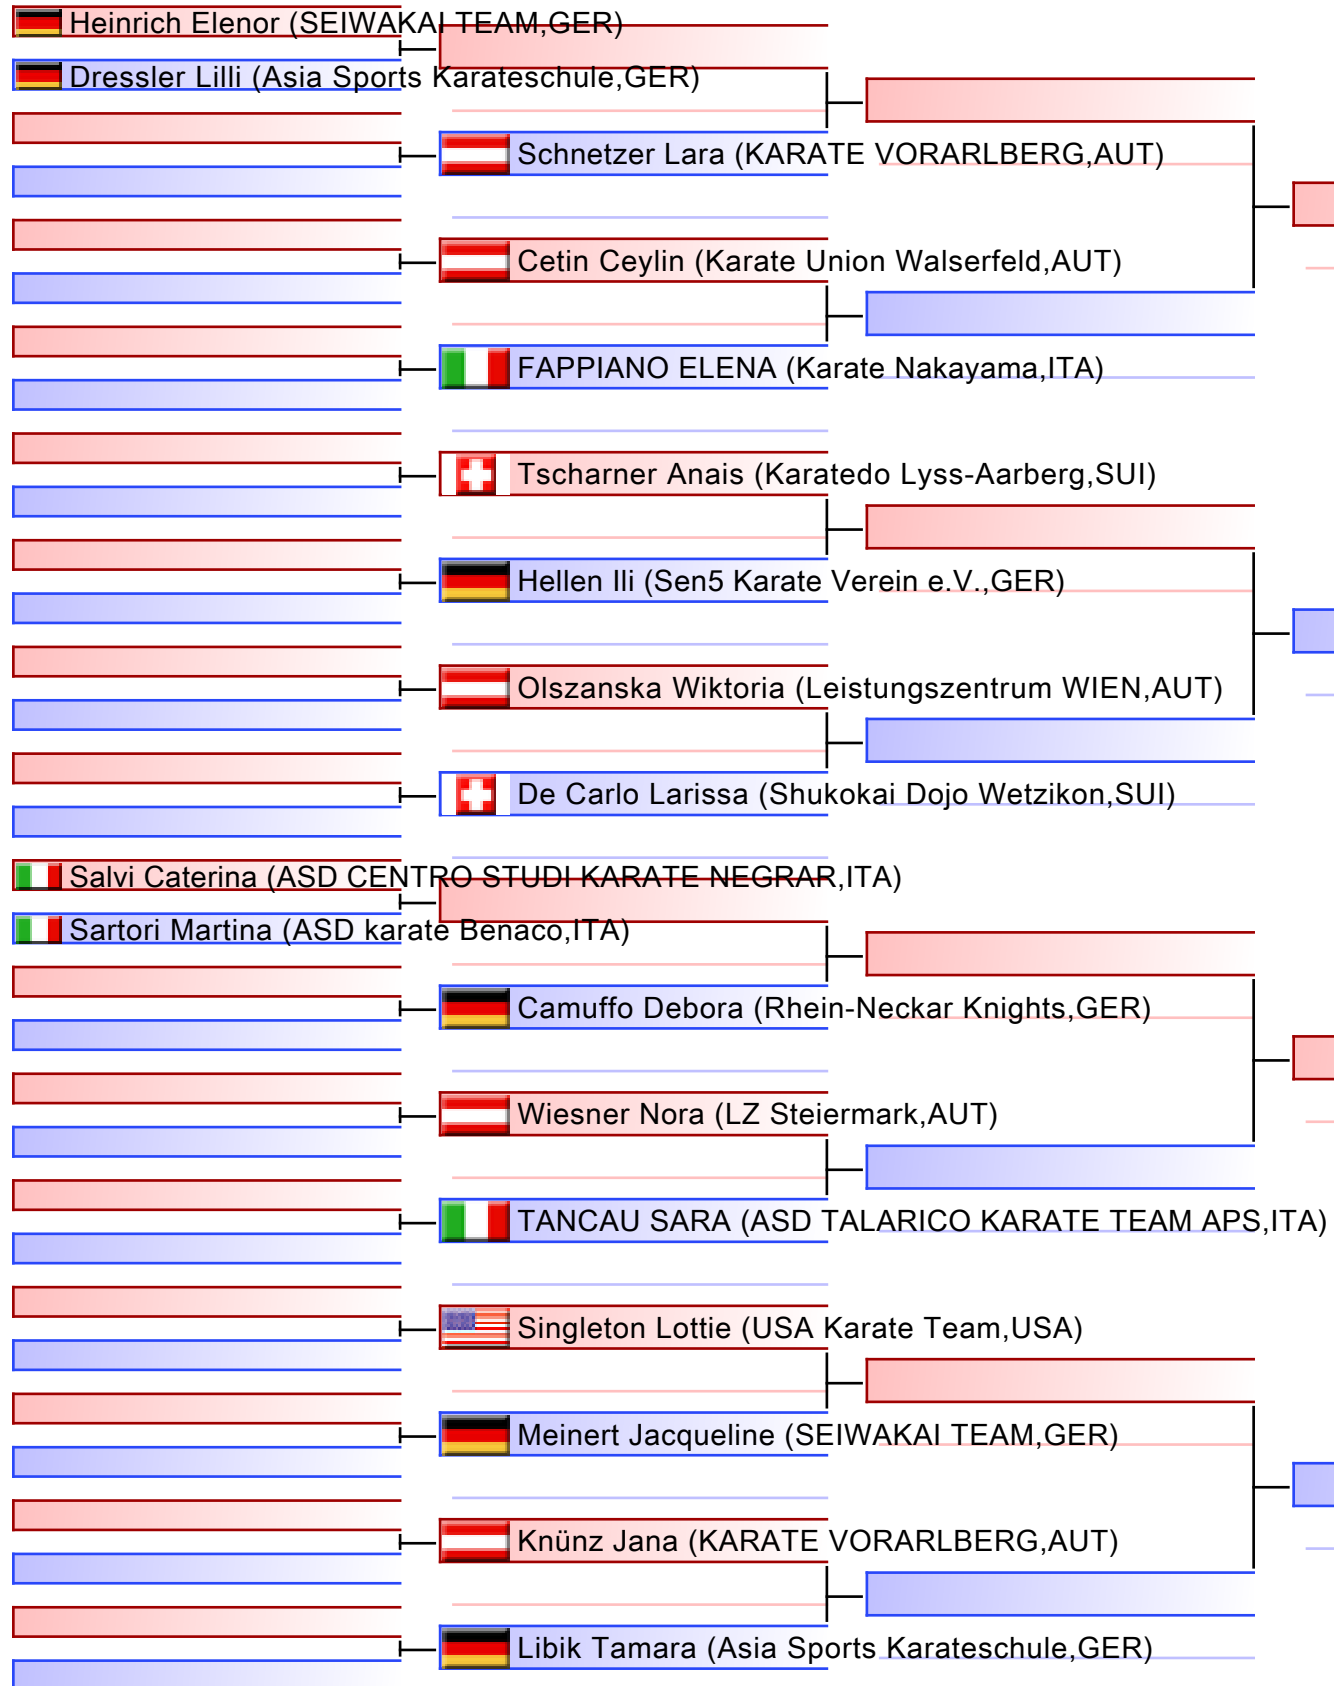 Heinrich Elenor (SEIWAKAI TEAM,GER)
Dressler Lilli (Asia Sports Karateschule,GER)
Schnetzer Lara (KARATE VORARLBERG,AUT)
Cetin Ceylin (Karate Union Walserfeld,AUT)
FAPPIANO ELENA (Karate Nakayama,ITA)
Tscharner Anais (Karatedo Lyss-Aarberg,SUI)
Hellen Ili (Sen5 Karate Verein e.V.,GER)
Olszanska Wiktoria (Leistungszentrum WIEN,AUT)
De Carlo Larissa (Shukokai Dojo Wetzikon,SUI)
Salvi Caterina (ASD CENTRO STUDI KARATE NEGRAR,ITA)
Sartori Martina (ASD karate Benaco,ITA)
Camuffo Debora (Rhein-Neckar Knights,GER)
Wiesner Nora (LZ Steiermark,AUT)
TANCAU SARA (ASD TALARICO KARATE TEAM APS,ITA)
Singleton Lottie (USA Karate Team,USA)
Meinert Jacqueline (SEIWAKAI TEAM,GER)
Knünz Jana (KARATE VORARLBERG,AUT)
Libik Tamara (Asia Sports Karateschule,GER)